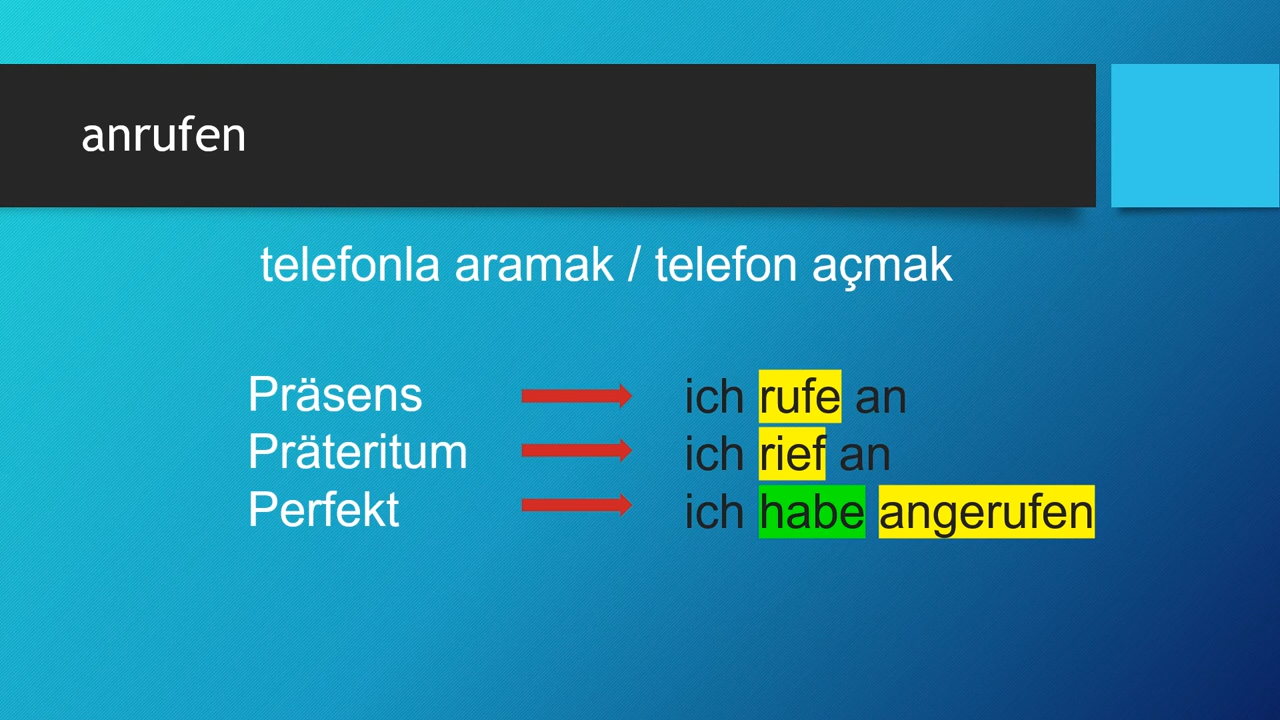 anrufen
telefonla aramak / telefon açmak
Präsens ich rufe an
Präteritum ich rief an
Perfekt ich habe angerufen